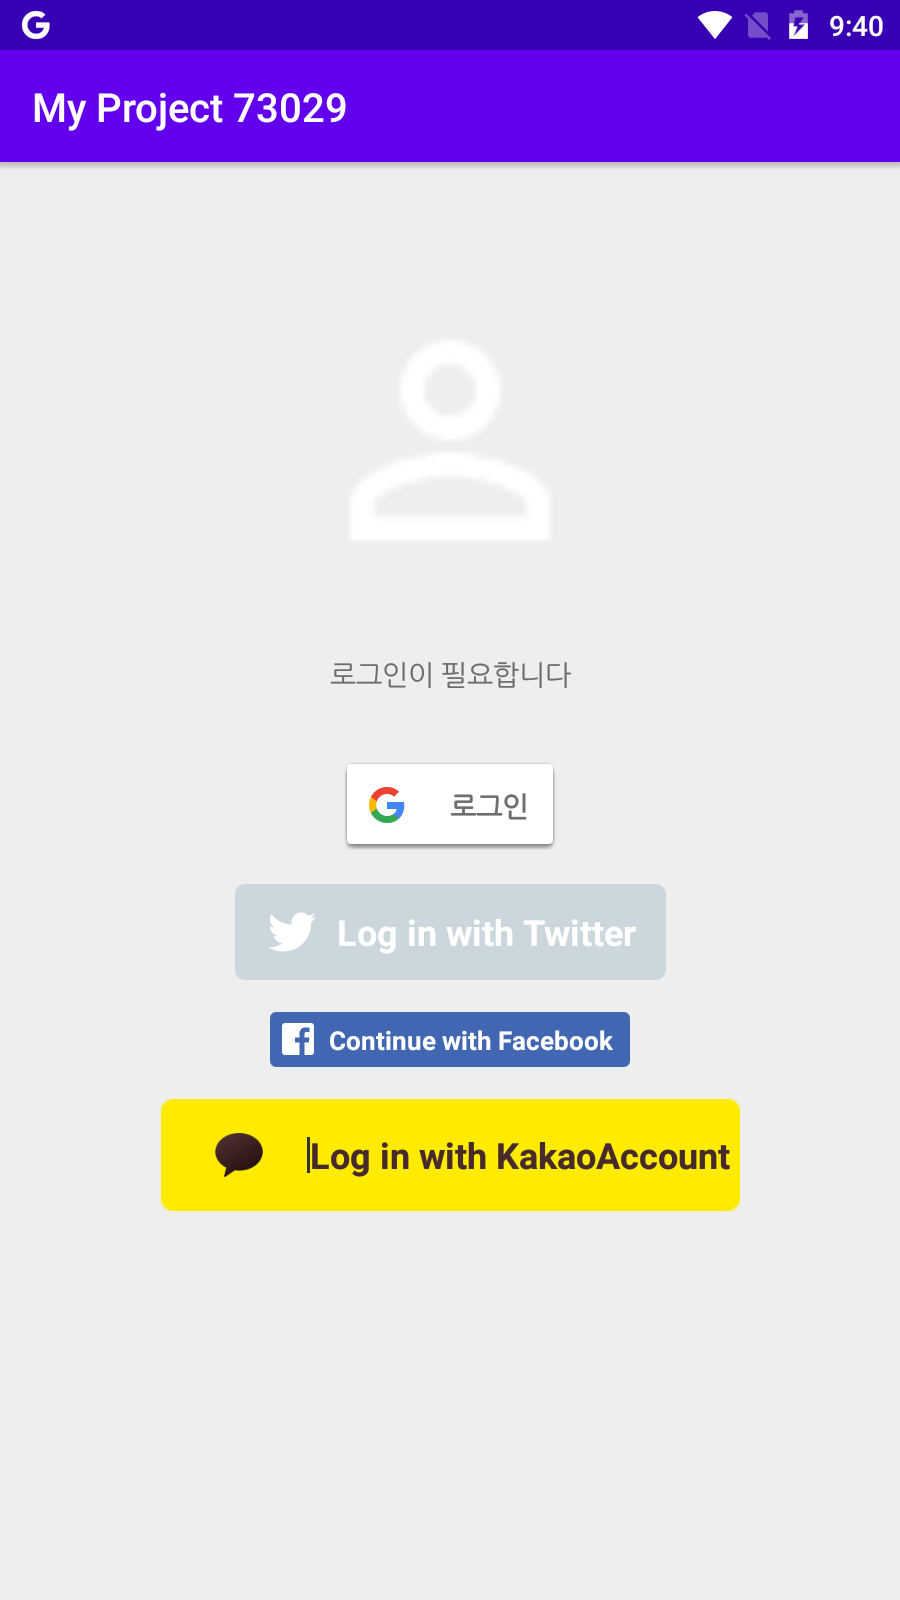 9:40
My Project 73029
로그인이 필요합니다
로그인
Log in with Twitter
Continue with Facebook
Log in with KakaoAccount